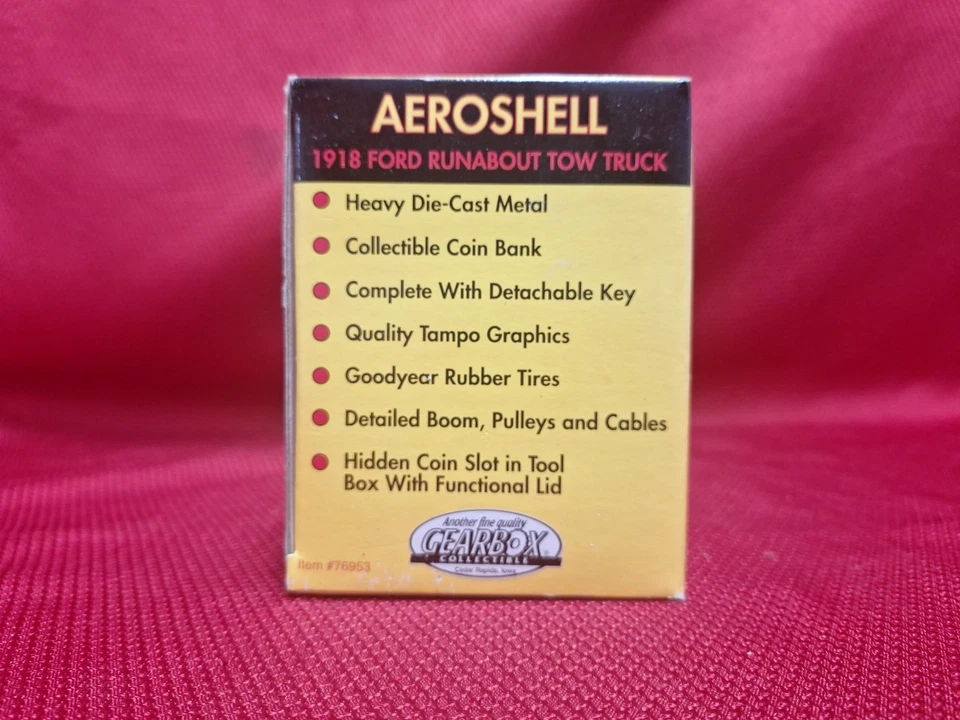 AEROSHELL
1918 FORD RUNABOUT TOW TRUCK
Heavy Die-Cast Metal
Collectible Coin Bank
Complete With Detachable Key
Quality Tampo Graphics
Goodyear Rubber Tires
Detailed Boom, Pulleys and Cables
Hidden Coin Slot in Tool
Box With Functional Lid
Another fine quality
GEARBOX®
COLLECTIBLE
Cedar Rapids, Iowa
Item #76953